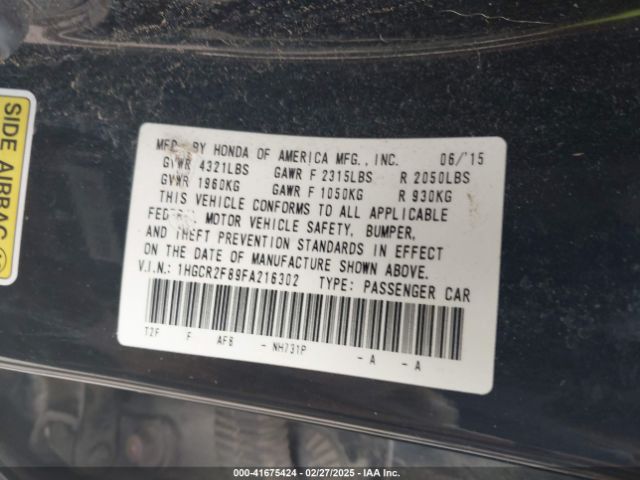 SIDE AIRBAG
MFD BY HONDA OF AMERICA MFG., INC. 06/'15
GVWR 4321LBS GAWR F 2315LBS R 2050LBS
GVWR 1960KG GAWR F 1050KG R 930KG
THIS VEHICLE CONFORMS TO ALL APPLICABLE
FEDERAL MOTOR VEHICLE SAFETY, BUMPER,
AND THEFT PREVENTION STANDARDS IN EFFECT
ON THE DATE OF MANUFACTURE SHOWN ABOVE.
V.I.N.: 1HGCR2F89FA216302 TYPE: PASSENGER CAR
T2F F AF6 - NH731P - A - A
000-41675424 - 02/27/2025 - IAA Inc.